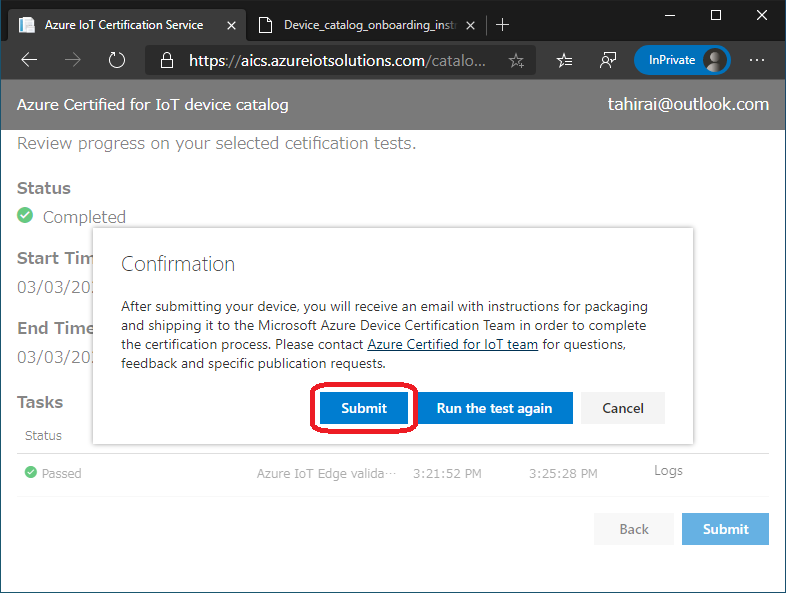 Azure IoT Certification Service
Device_catalog_onboarding_inst
https://aics.azureiotsolutions.com/catalo...
InPrivate
Azure Certified for IoT device catalog
tahirai@outlook.com
Review progress on your selected cetification tests.
Status
Completed
Start Tim
03/03/20
End Time
03/03/20
Confirmation
After submitting your device, you will receive an email with instructions for packaging
and shipping it to the Microsoft Azure Device Certification Team in order to complete
the certification process. Please contact Azure Certified for IoT team for questions,
feedback and specific publication requests.
Submit
Run the test again
Cancel
Tasks
Status
Passed
Azure IoT Edge valida...
3:21:52 PM
3:25:28 PM
Logs
Back
Submit